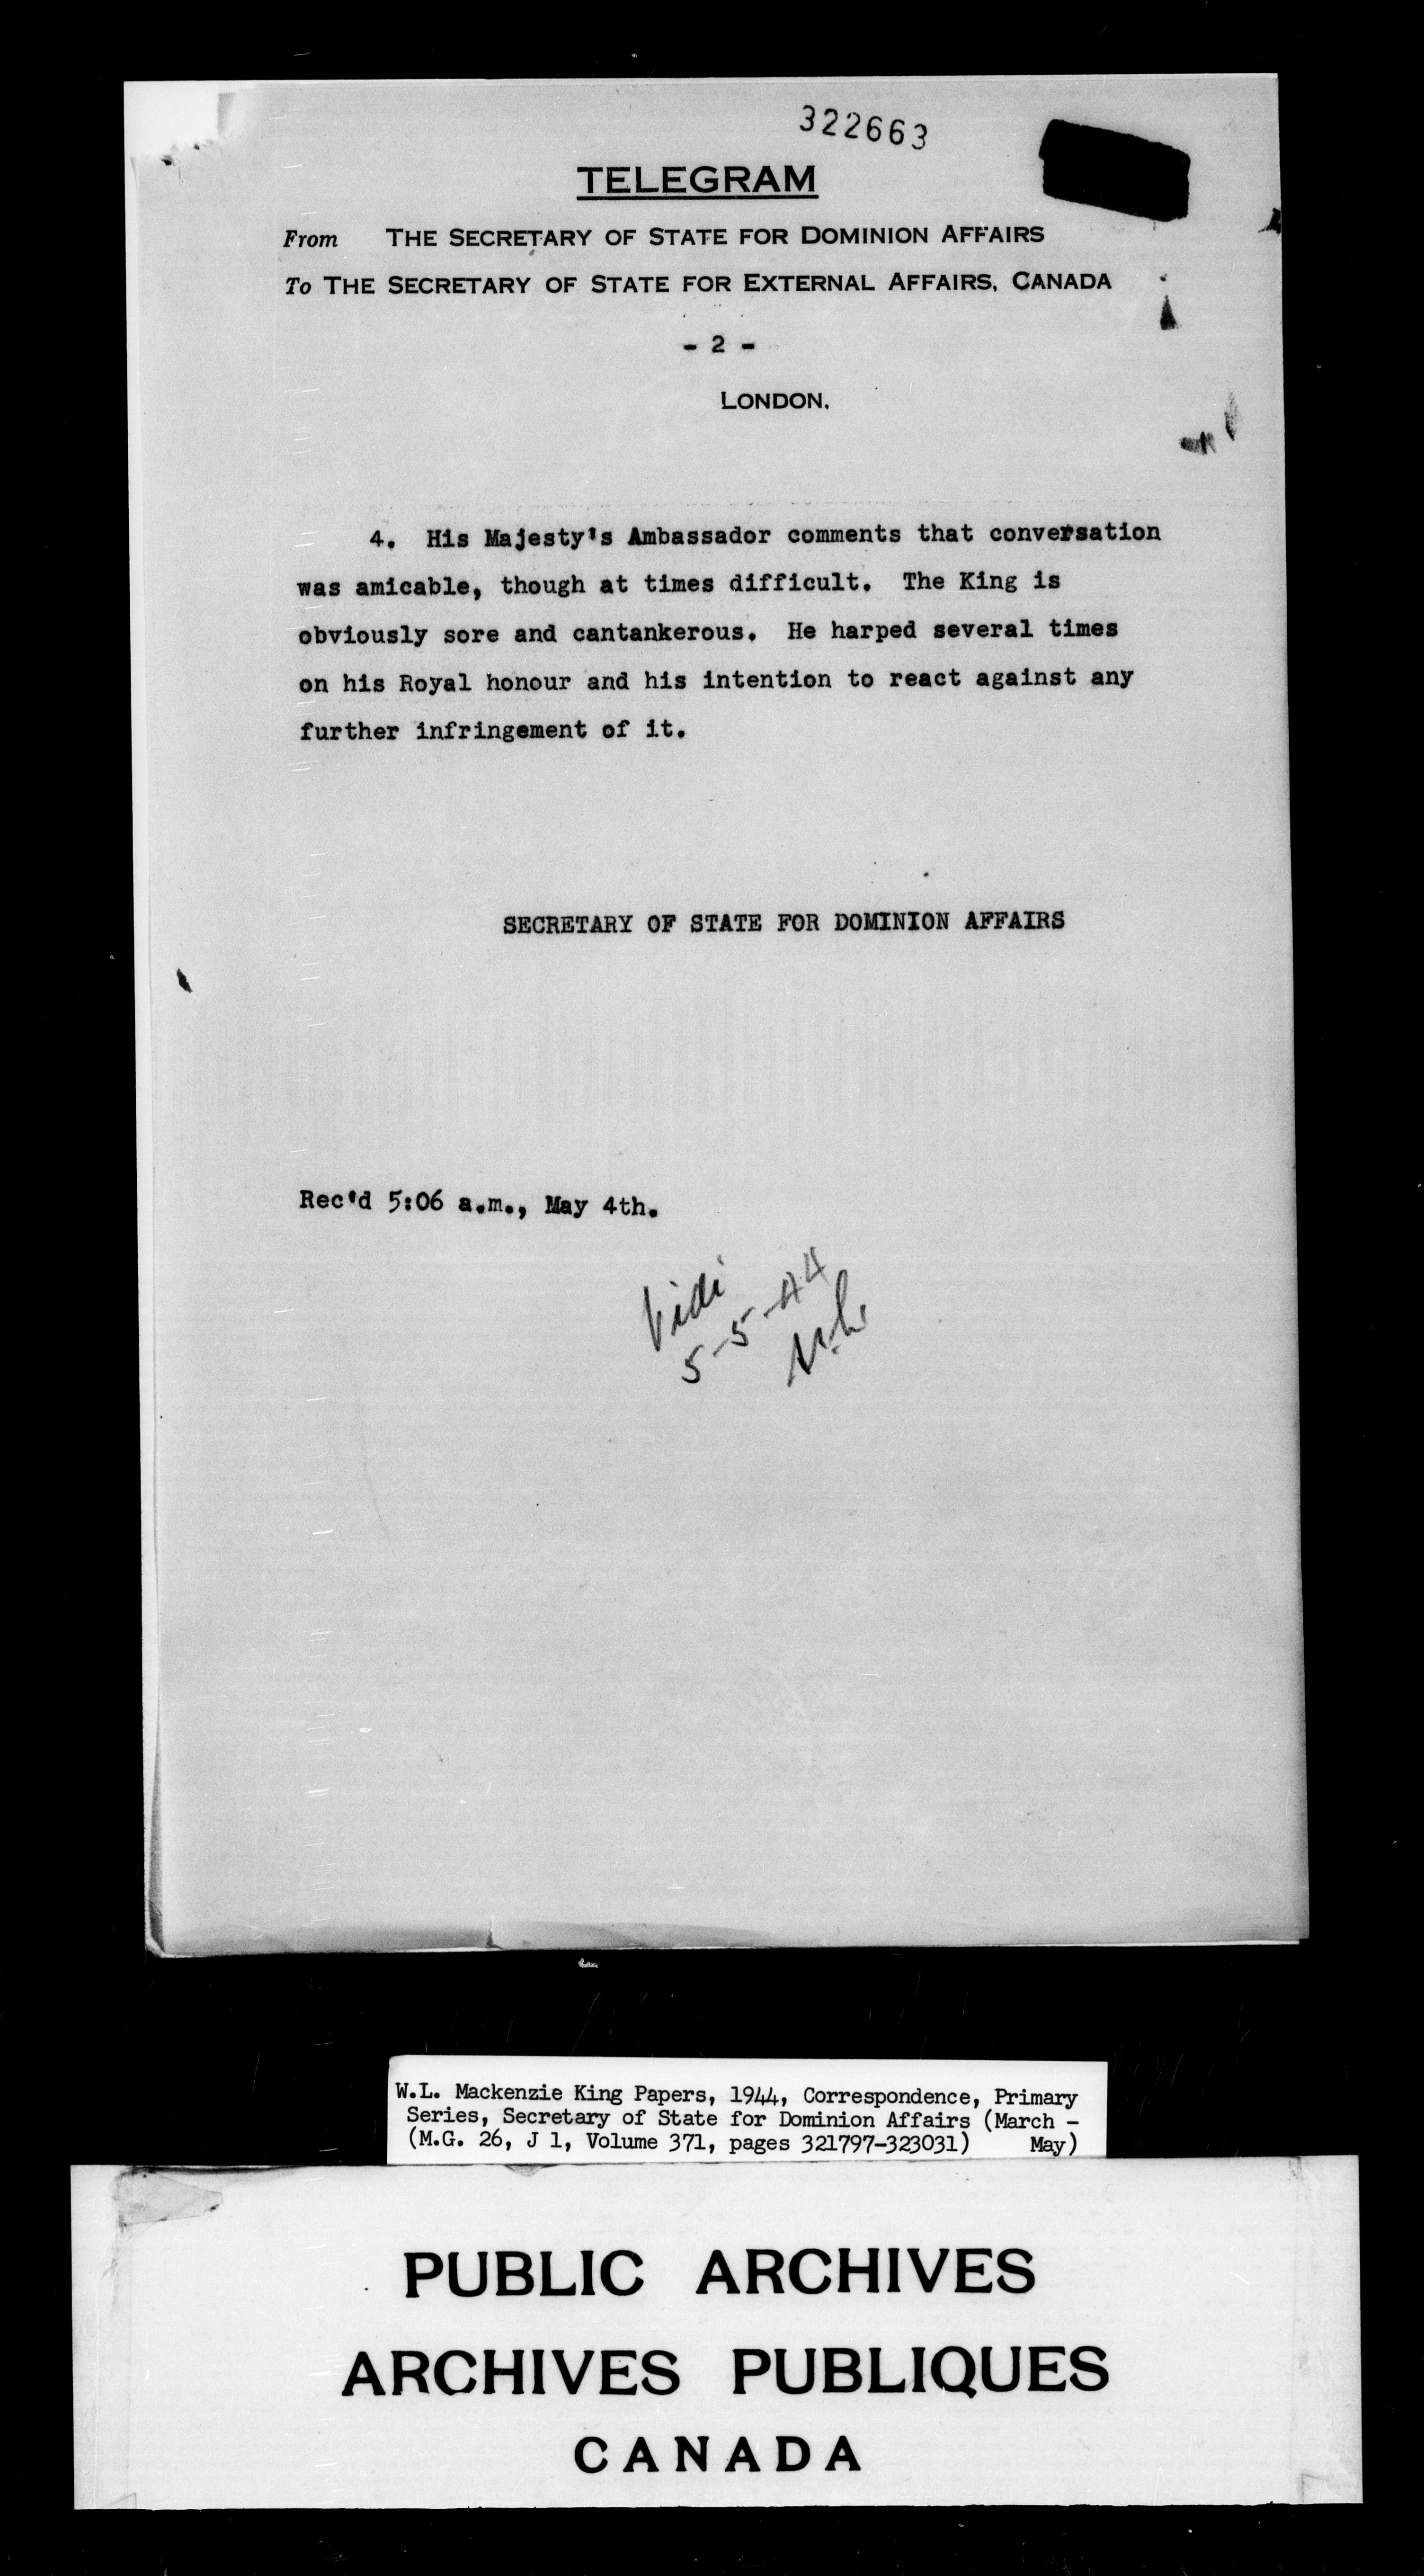 322663
TELEGRAM
From THE SECRETARY OF STATE FOR DOMINION AFFAIRS
To THE SECRETARY OF STATE FOR EXTERNAL AFFAIRS, CANADA
- 2 -
LONDON,
4. His Majesty's Ambassador comments that conversation
was amicable, though at times difficult. The King is
obviously sore and cantankerous. He harped several times
on his Royal honour and his intention to react against any
further infringement of it.
SECRETARY OF STATE FOR DOMINION AFFAIRS
Rec'd 5:06 a.m., May 4th.
Vidi
5-5-44
W.L. Mackenzie King Papers, 1944, Correspondence, Primary
Series, Secretary of State for Dominion Affairs (March -
(M.G. 26, J 1, Volume 371, pages 321797-323031) May)
PUBLIC ARCHIVES
ARCHIVES PUBLIQUES
CANADA